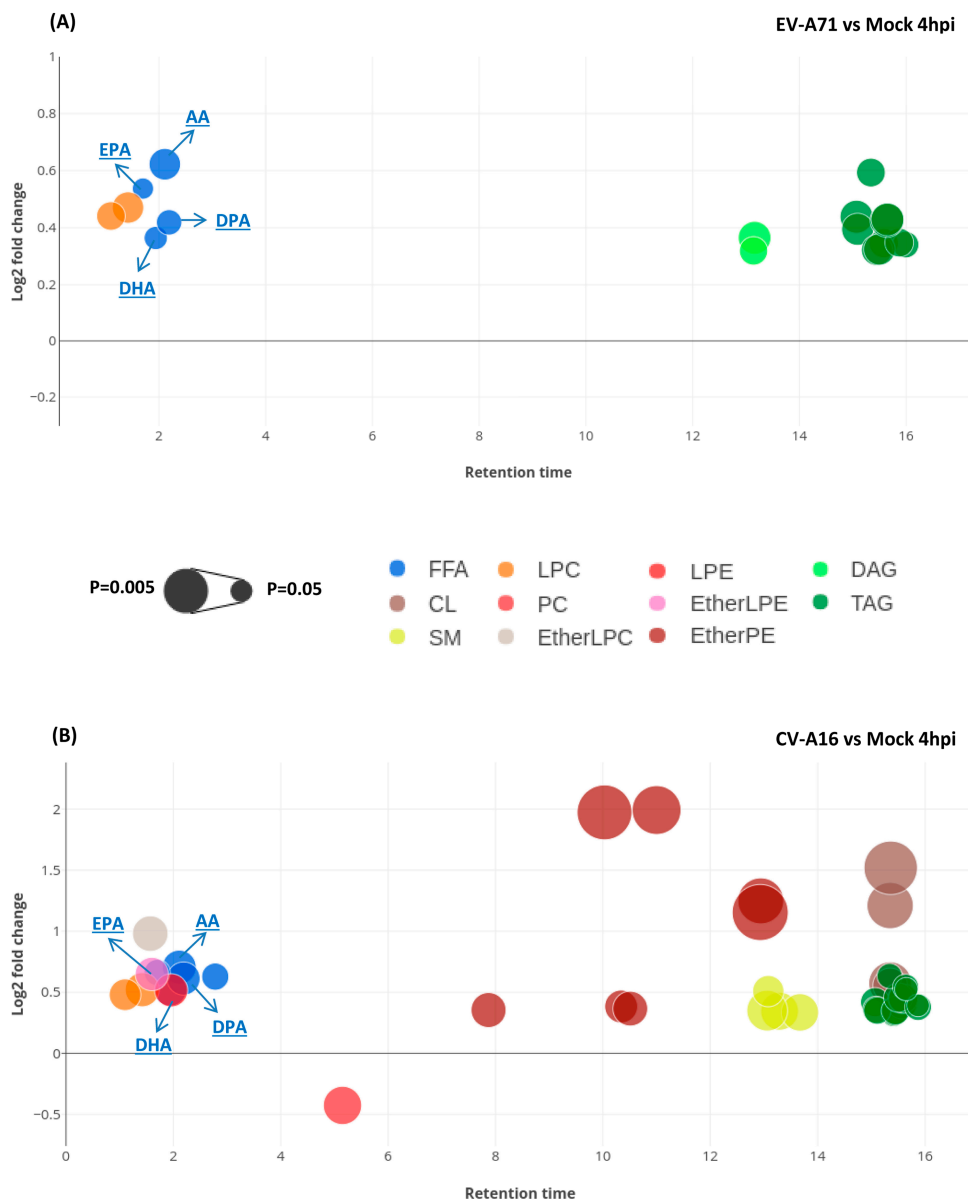 (A)
EV-A71 vs Mock 4hpi
1
0.8
0.6
0.4
0.2
0
−0.2
Log2 fold change
AA
EPA
DPA
DHA
2 4 6 8 10 12 14 16
Retention time
P=0.005 P=0.05
FFA LPC LPE DAG
CL PC EtherLPE TAG
SM EtherLPC EtherPE
(B)
CV-A16 vs Mock 4hpi
2
1.5
1
0.5
0
−0.5
Log2 fold change
EPA AA
DPA
DHA
0 2 4 6 8 10 12 14 16
Retention time